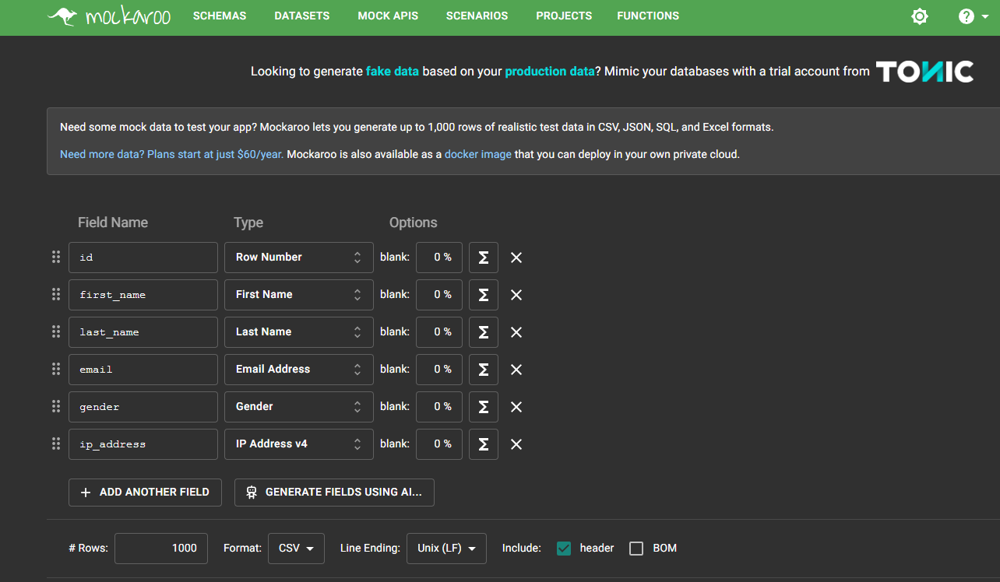 mockaroo SCHEMAS DATASETS MOCK APIS SCENARIOS PROJECTS FUNCTIONS ?
Looking to generate fake data based on your production data? Mimic your databases with a trial account from TONIC
Need some mock data to test your app? Mockaroo lets you generate up to 1,000 rows of realistic test data in CSV, JSON, SQL, and Excel formats.
Need more data? Plans start at just $60/year. Mockaroo is also available as a docker image that you can deploy in your own private cloud.
Field Name Type Options
id Row Number blank: 0 % Σ
first_name First Name blank: 0 % Σ
last_name Last Name blank: 0 % Σ
email Email Address blank: 0 % Σ
gender Gender blank: 0 % Σ
ip_address IP Address v4 blank: 0 % Σ
+ ADD ANOTHER FIELD GENERATE FIELDS USING AI...
# Rows: 1000 Format: CSV Line Ending: Unix (LF) Include: header BOM